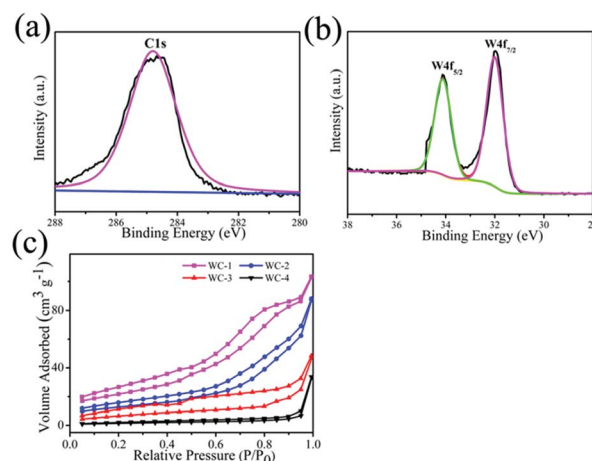 (a)
C1s
Intensity (a.u.)
288 286 284 282 280
Binding Energy (eV)
(b)
W4f5/2
W4f7/2
Intensity (a.u.)
38 36 34 32 30 28
Binding Energy (eV)
(c)
WC-1 WC-2
WC-3 WC-4
Volume Adsorbed (cm³ g⁻¹)
80
40
0
0.0 0.2 0.4 0.6 0.8 1.0
Relative Pressure (P/P0)